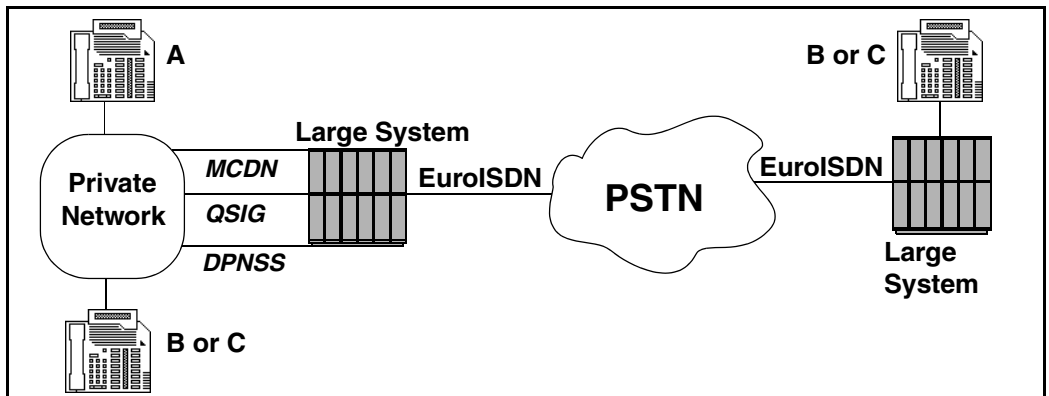 A
B or C
Large System
MCDN
EuroISDN
PSTN
EuroISDN
Private
Network
QSIG
DPNSS
Large
System
B or C